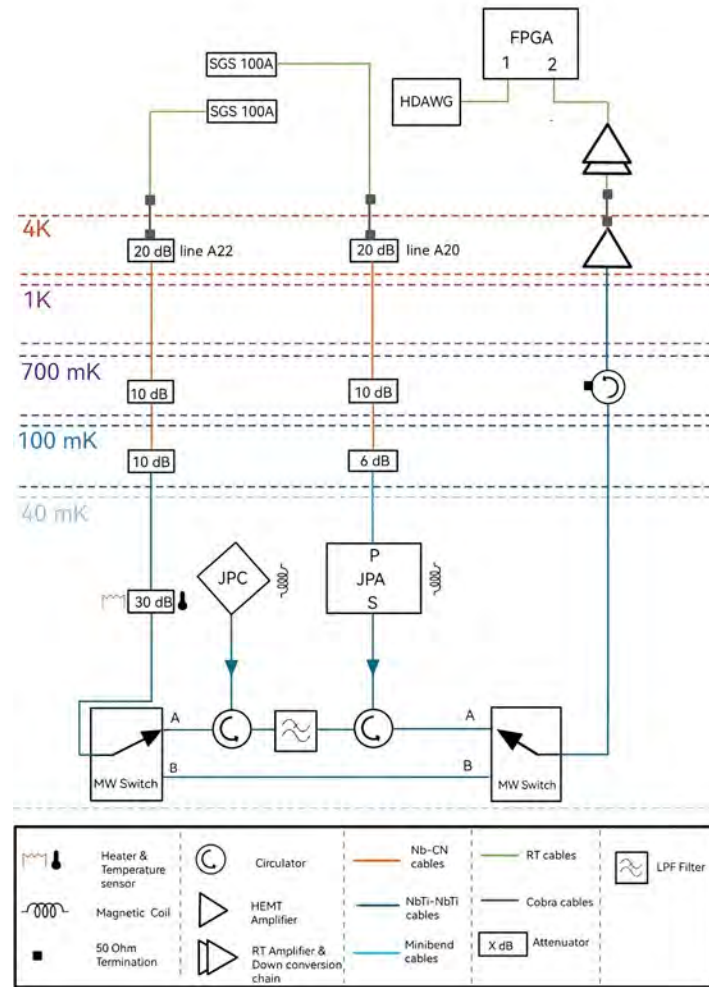 FPGA
1 2
SGS 100A
HDAWG
SGS 100A
4K
20 dB line A22
20 dB line A20
1K
700 mK
10 dB
10 dB
100 mK
10 dB
6 dB
40 mK
P
JPC
JPA
S
30 dB
A
A
B
B
MW Switch
MW Switch
Heater &
Temperature
sensor
Circulator
Nb-CN
cables
RT cables
LPF Filter
Magnetic Coil
HEMT
Amplifier
NbTi-NbTi
cables
Cobra cables
50 Ohm
Termination
RT Amplifier &
Down conversion
chain
Minibend
cables
X dB
Attenuator